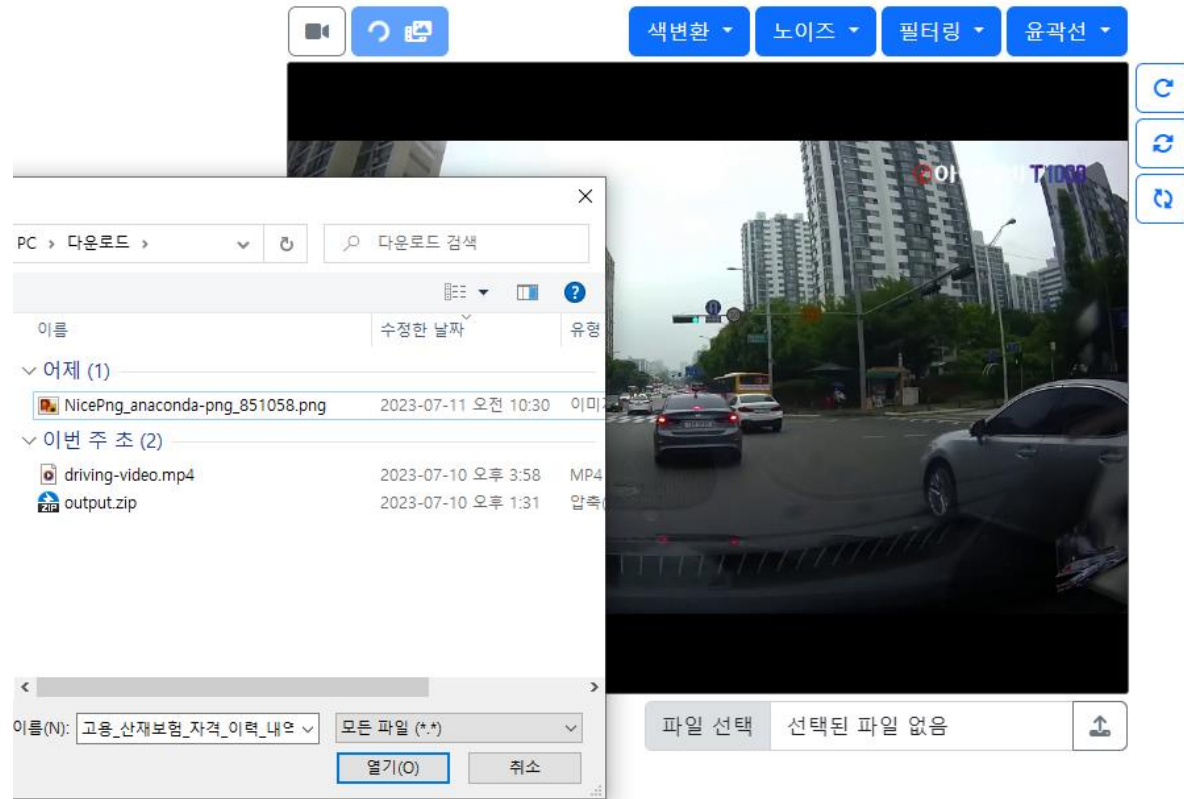 색변환 노이즈 필터링 윤곽선
T1000
PC > 다운로드 >
다운로드 검색
이름 수정한 날짜 유형
어제 (1)
NicePng_anaconda-png_851058.png 2023-07-11 오전 10:30
이번 주 초 (2)
driving-video.mp4 2023-07-10 오후 3:58 MP4
output.zip 2023-07-10 오후 1:31
이름(N): 고용_산재보험_자격_이력_내역 모든 파일 (*.*)
열기(O) 취소
파일 선택 선택된 파일 없음